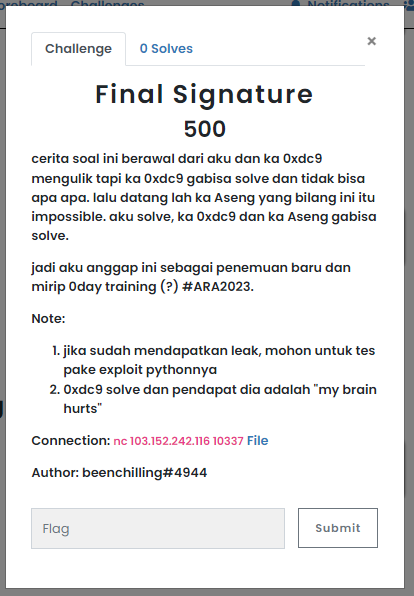 Scoreboard Challenges Notifications
Challenge
0 Solves
×
Final Signature
500
cerita soal ini berawal dari aku dan ka 0xdc9
mengulik tapi ka 0xdc9 gabisa solve dan tidak bisa
apa apa. lalu datang lah ka Aseng yang bilang ini itu
impossible. aku solve, ka 0xdc9 dan ka Aseng gabisa
solve.
jadi aku anggap ini sebagai penemuan baru dan
mirip 0day training (?) #ARA2023.
Note:
1. jika sudah mendapatkan leak, mohon untuk tes
pake exploit pythonnya
2. 0xdc9 solve dan pendapat dia adalah "my brain
hurts"
Connection: nc 103.152.242.116 10337 File
Author: beenchilling#4944
Flag
Submit